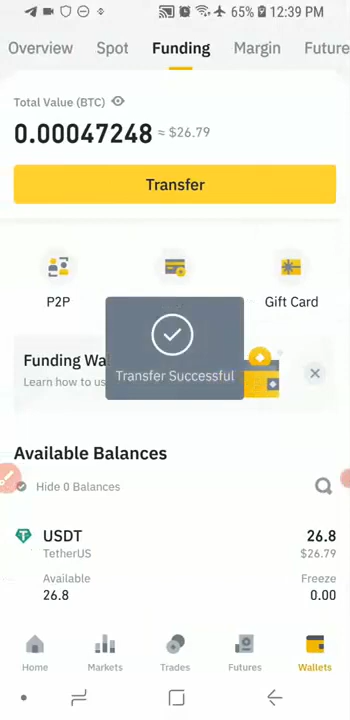 65% 12:39 PM
Overview Spot Funding Margin Future
Total Value (BTC)
0.00047248 ≈ $26.79
Transfer
P2P Gift Card
Transfer Successful
Funding Wa
Learn how to us
Available Balances
Hide 0 Balances
USDT 26.8
TetherUS $26.79
Available Freeze
26.8 0.00
Home Markets Trades Futures Wallets